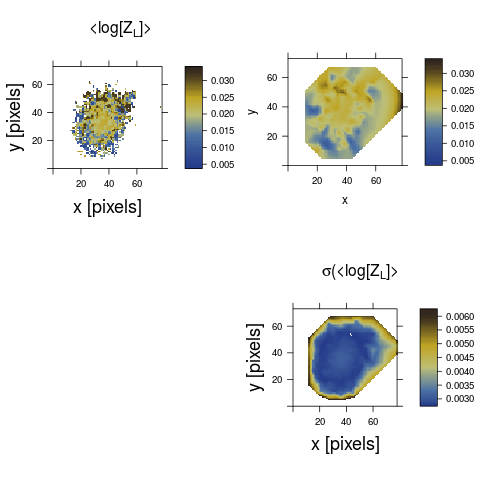 <log[Z_L]>
y [pixels]
60
40
20
20 40 60
x [pixels]
0.030
0.025
0.020
0.015
0.010
0.005
y
60
40
20
20 40 60
x
0.030
0.025
0.020
0.015
0.010
0.005
σ(<log[Z_L]>
y [pixels]
60
40
20
20 40 60
x [pixels]
0.0060
0.0055
0.0050
0.0045
0.0040
0.0035
0.0030